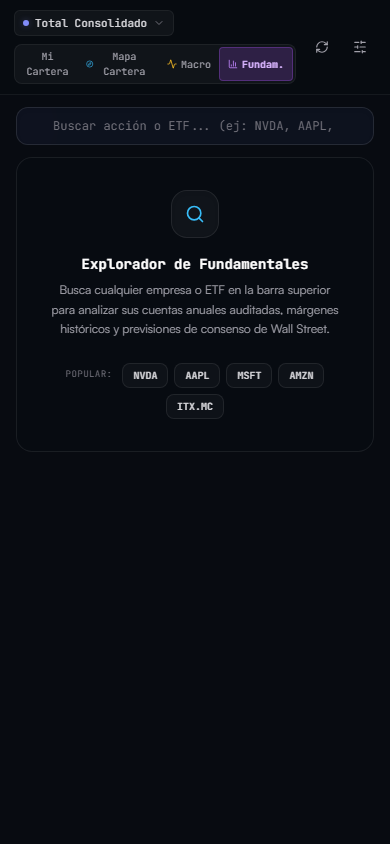 Total Consolidado
Mi
Cartera
Mapa
Cartera
Macro
Fundam.
Buscar acción o ETF... (ej: NVDA, AAPL,
Explorador de Fundamentales
Busca cualquier empresa o ETF en la barra superior
para analizar sus cuentas anuales auditadas, márgenes
históricos y previsiones de consenso de Wall Street.
POPULAR: NVDA AAPL MSFT AMZN
ITX.MC